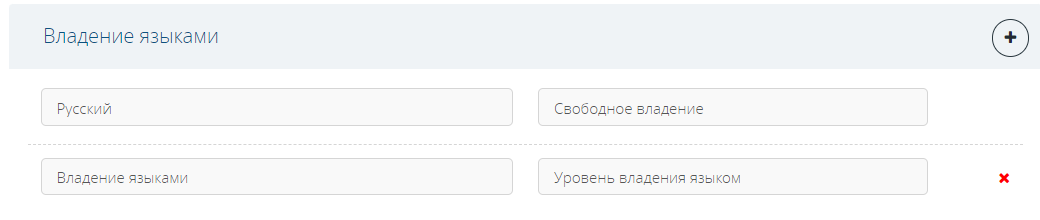 Владение языками
Русский Свободное владение
Владение языками Уровень владения языком